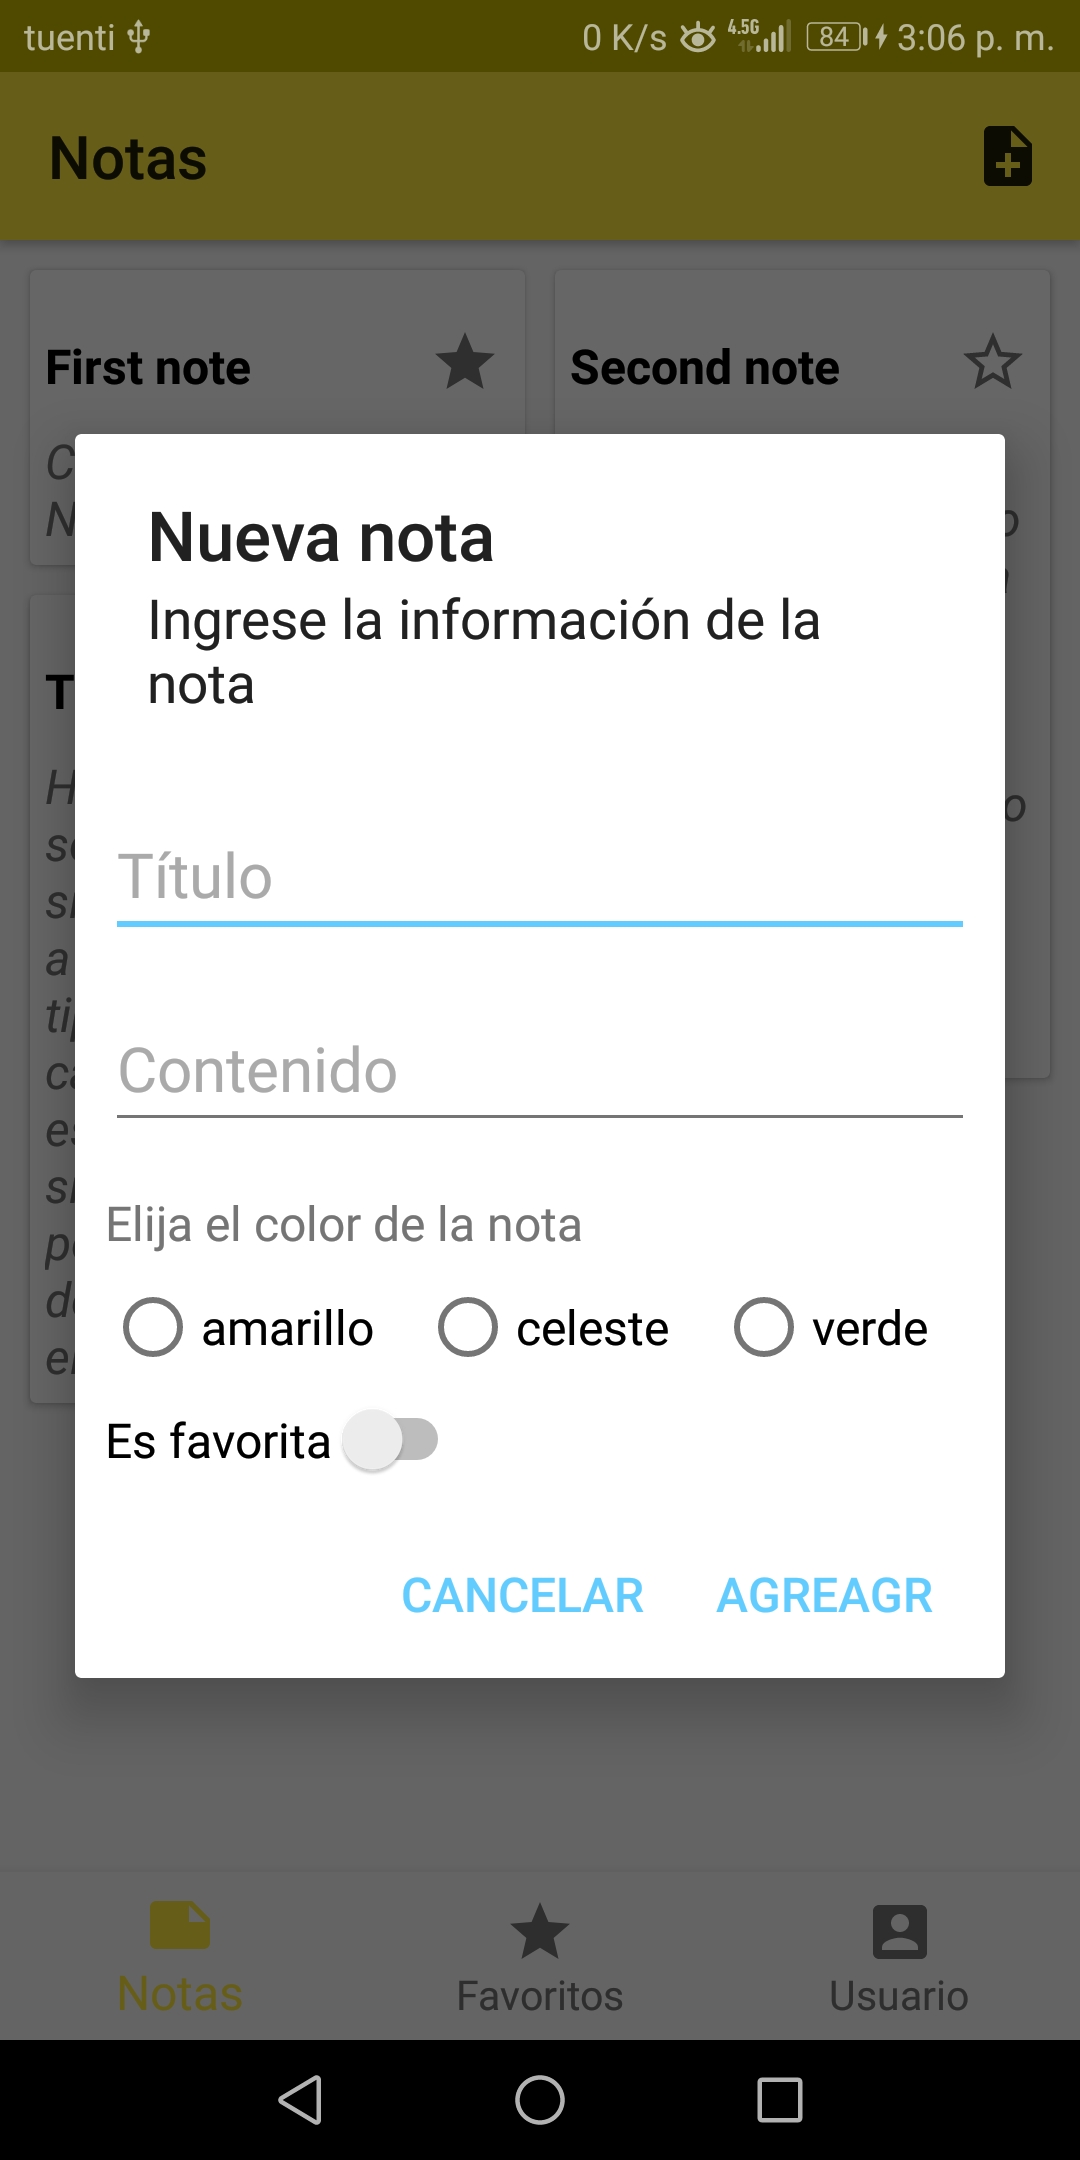 tuenti 0 K/s 4.5G 84 3:06 p. m.
Notas
First note
Second note
Nueva nota
Ingrese la información de la
nota
Título
Contenido
Elija el color de la nota
amarillo celeste verde
Es favorita
CANCELAR AGREAGR
Notas Favoritos Usuario